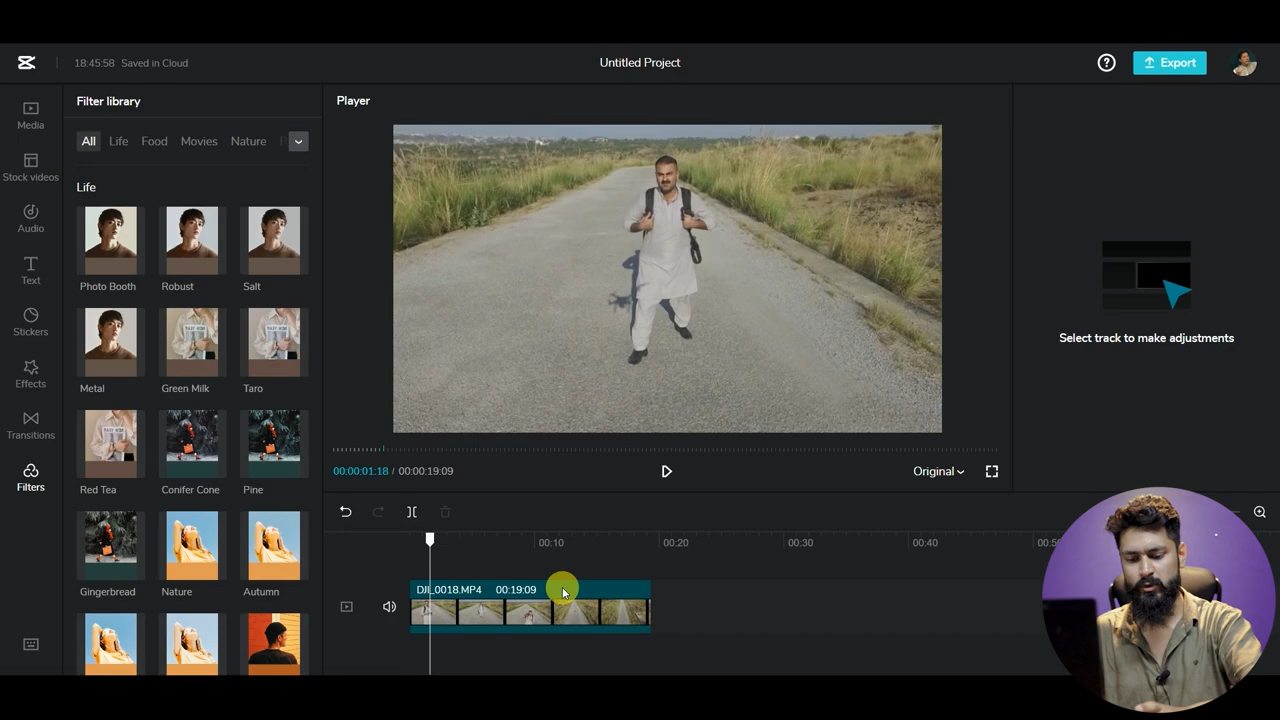 18:45:58 Saved in Cloud
Untitled Project
Export
Media
Stock videos
Audio
Text
Stickers
Effects
Transitions
Filters
Filter library
All Life Food Movies Nature
Life
Photo Booth Robust Salt
Metal Green Milk Taro
Red Tea Conifer Cone Pine
Gingerbread Nature Autumn
Player
00:00:01:18 / 00:00:19:09
Original
Select track to make adjustments
00:10 00:20 00:30 00:40
DJI_0018.MP4 00:19:09